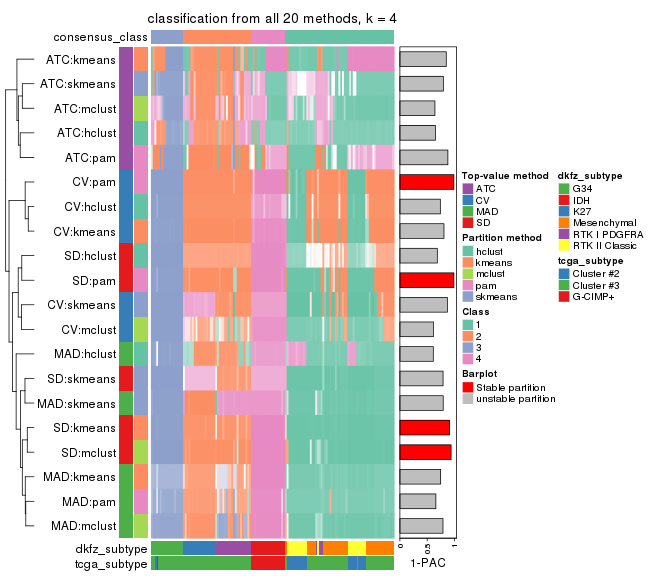 classification from all 20 methods, k = 4
consensus_class
ATC:kmeans
ATC:skmeans
ATC:mclust
ATC:hclust
ATC:pam
CV:pam
CV:hclust
CV:kmeans
SD:hclust
SD:pam
CV:skmeans
CV:mclust
MAD:hclust
SD:skmeans
MAD:skmeans
SD:kmeans
SD:mclust
MAD:kmeans
MAD:pam
MAD:mclust
dkfz_subtype
tcga_subtype
0
0.5
1
1-PAC
Top-value method
ATC
CV
MAD
SD
Partition method
hclust
kmeans
mclust
pam
skmeans
Class
1
2
3
4
Barplot
Stable partition
unstable partition
dkfz_subtype
G34
IDH
K27
Mesenchymal
RTK I PDGFRA
RTK II Classic
tcga_subtype
Cluster #2
Cluster #3
G-CIMP+